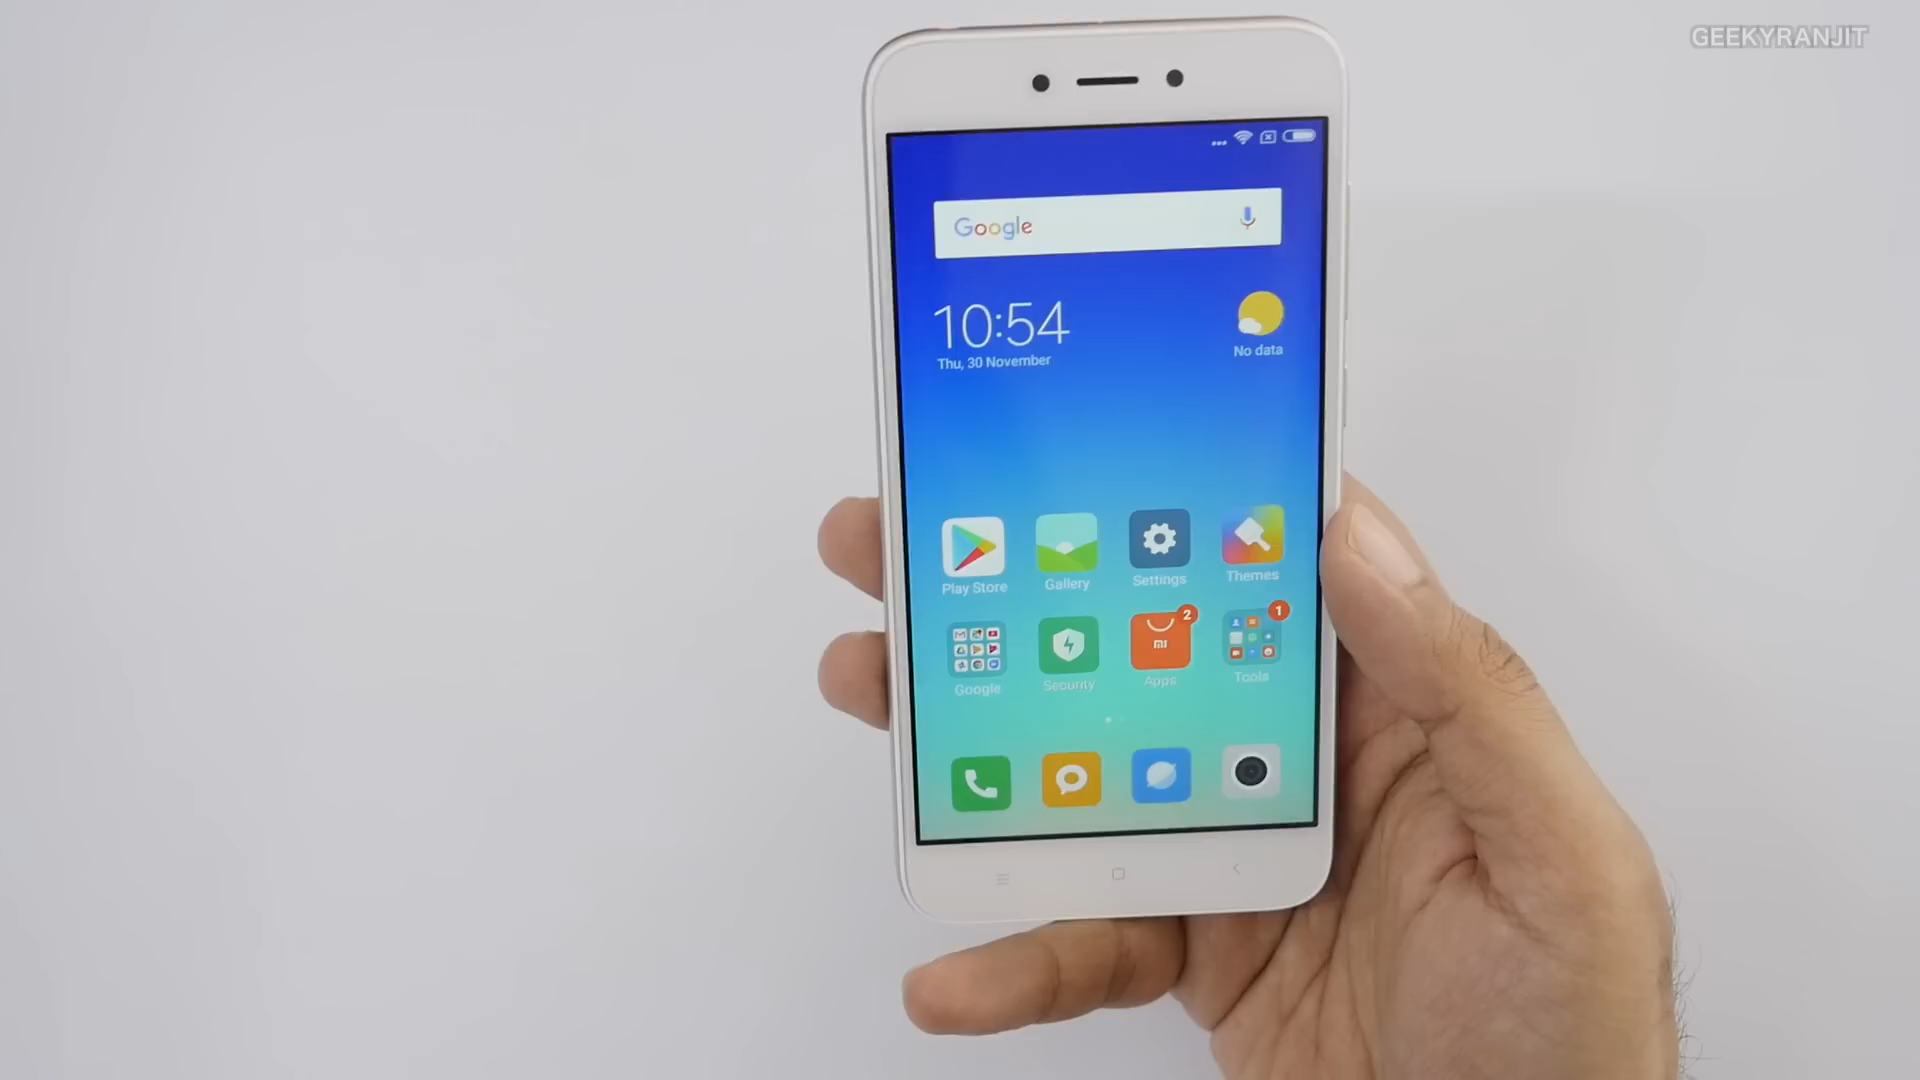 GEEKYRANJIT
Google
10:54
Thu, 30 November
No data
Play Store
Gallery
Settings
Themes
2
1
mi
Google
Security
Apps
Tools